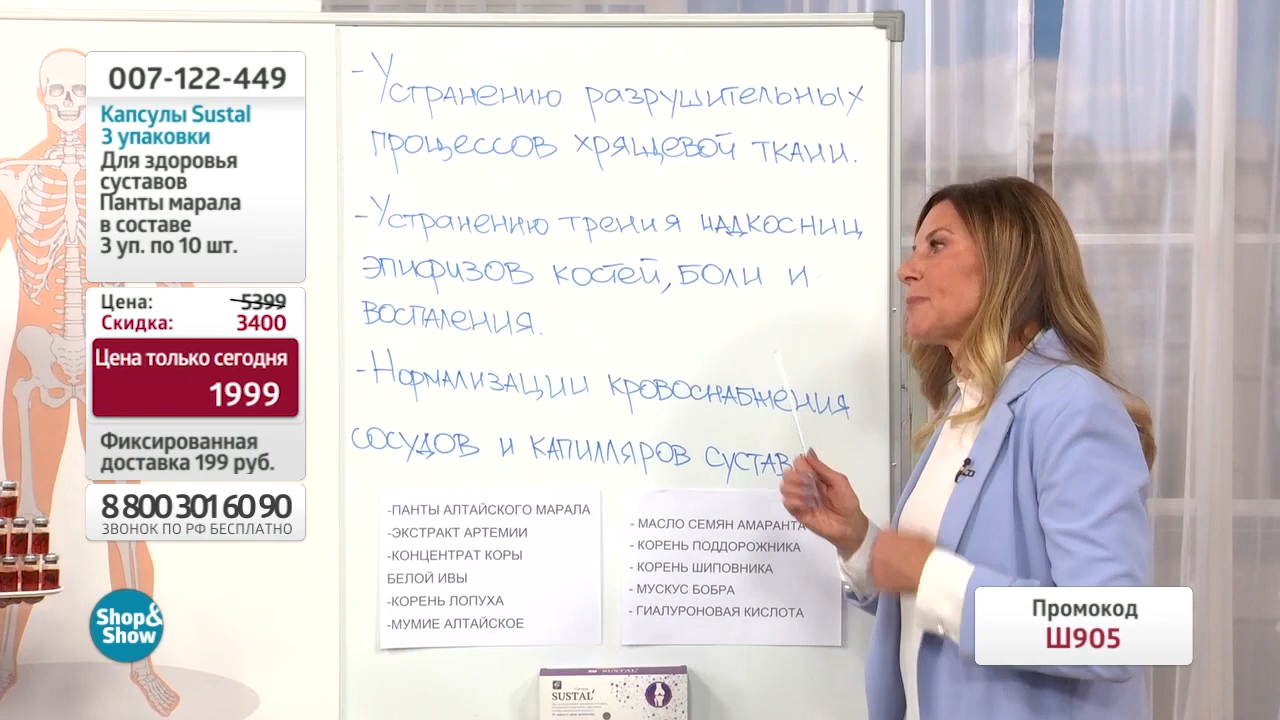 007-122-449
Капсулы Sustal
3 упаковки
Для здоровья
суставов
Панты марала
в составе
3 уп. по 10 шт.
Цена: 5399
Скидка: 3400
Цена только сегодня
1999
Фиксированная
доставка 199 руб.
8 800 301 60 90
ЗВОНОК ПО РФ БЕСПЛАТНО
Shop&
Show
- Устранению разрушительных
процессов хрящевой ткани.
- Устранению трения надкосниц
эпифизов костей, боли и
воспаления.
- Нормализации кровоснабжения
сосудов и капилляров сустав
-ПАНТЫ АЛТАЙСКОГО МАРАЛА
-ЭКСТРАКТ АРТЕМИИ
-КОНЦЕНТРАТ КОРЫ
БЕЛОЙ ИВЫ
-КОРЕНЬ ЛОПУХА
-МУМИЕ АЛТАЙСКОЕ
- МАСЛО СЕМЯН АМАРАНТА
- КОРЕНЬ ПОДДОРОЖНИКА
- КОРЕНЬ ШИПОВНИКА
- МУСКУС БОБРА
- ГИАЛУРОНОВАЯ КИСЛОТА
SUSTAL
SUSTAL'
Промокод
Ш905